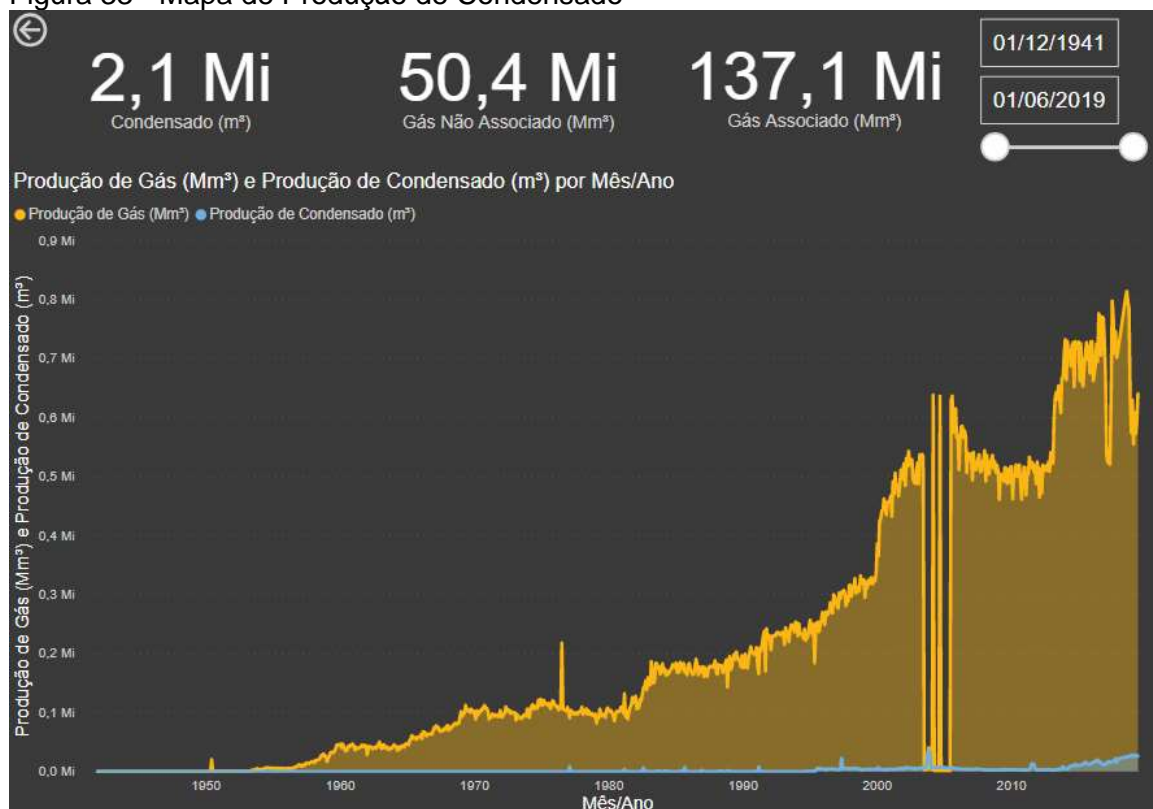 Figura 38 - Mapa de Produção de Condensado
2,1 Mi
Condensado (m³)
50,4 Mi
Gás Não Associado (Mm³)
137,1 Mi
Gás Associado (Mm³)
01/12/1941
01/06/2019
Produção de Gás (Mm³) e Produção de Condensado (m³) por Mês/Ano
Produção de Gás (Mm³) Produção de Condensado (m³)
Produção de Gás (Mm³) e Produção de Condensado (m³)
0,9 Mi
0,8 Mi
0,7 Mi
0,6 Mi
0,5 Mi
0,4 Mi
0,3 Mi
0,2 Mi
0,1 Mi
0,0 Mi
1950 1960 1970 1980 1990 2000 2010
Mês/Ano